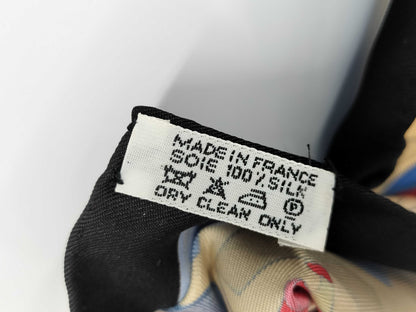 MADE IN FRANCE
SOIE 100% SILK
P
DRY CLEAN ONLY